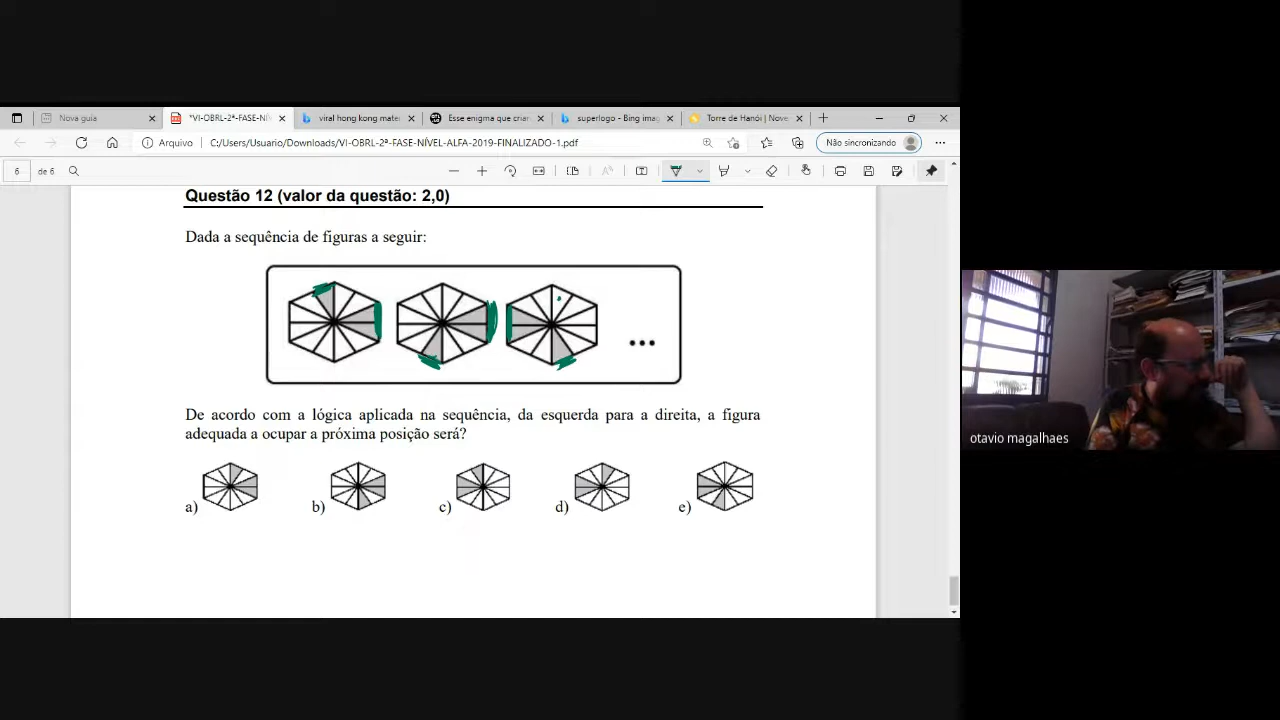 Nova guia
*VI-OBRL-2ª-FASE-NÍ
viral hong kong mate
Esse enigma que criar
superlogo - Bing imag
Torre de Hanói | Nove
Arquivo
C:/Users/Usuario/Downloads/VI-OBRL-2ª-FASE-NÍVEL-ALFA-2019-FINALIZADO-1.pdf
Não sincronizando
6 de 6
Questão 12 (valor da questão: 2,0)
Dada a sequência de figuras a seguir:
...
De acordo com a lógica aplicada na sequência, da esquerda para a direita, a figura
adequada a ocupar a próxima posição será?
a) b) c) d) e)
otavio magalhaes